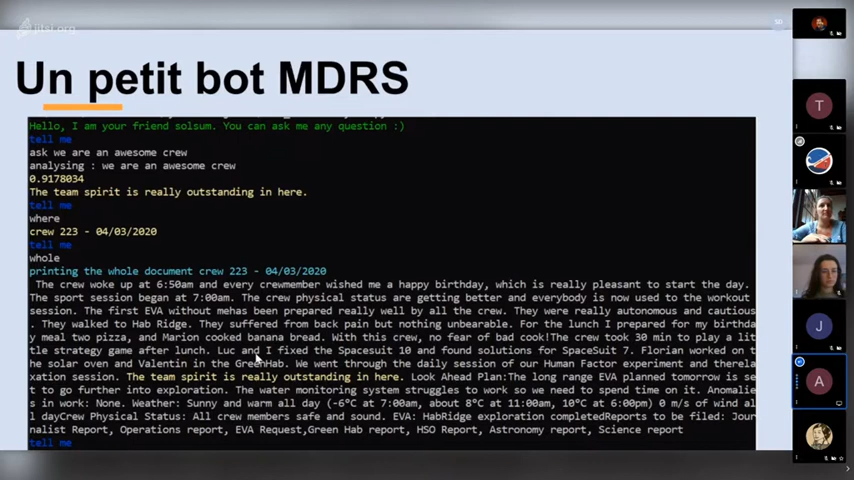 jitsi.org
Un petit bot MDRS
Hello, I am your friend solsum. You can ask me any question :)
tell me
ask we are an awesome crew
analysing : we are an awesome crew
0.9178034
The team spirit is really outstanding in here.
tell me
where
crew 223 - 04/03/2020
tell me
whole
printing the whole document crew 223 - 04/03/2020
The crew woke up at 6:50am and every crewmember wished me a happy birthday, which is really pleasant to start the day.
The sport session began at 7:00am. The crew physical status are getting better and everybody is now used to the workout
session. The first EVA without mehas been prepared really well by all the crew. They were really autonomous and cautious
. They walked to Hab Ridge. They suffered from back pain but nothing unbearable. For the lunch I prepared for my birthda
y meal two pizza, and Marion cooked banana bread. With this crew, no fear of bad cook!The crew took 30 min to play a lit
tle strategy game after lunch. Luc and I fixed the Spacesuit 10 and found solutions for SpaceSuit 7. Florian worked on t
he solar oven and Valentin in the GreenHab. We went through the daily session of our Human Factor experiment and therela
xation session. The team spirit is really outstanding in here. Look Ahead Plan:The long range EVA planned tomorrow is se
t to go further into exploration. The water monitoring system struggles to work so we need to spend time on it. Anomalie
s in work: None. Weather: Sunny and warm all day (-6°C at 7:00am, about 8°C at 11:00am, 10°C at 6:00pm) 0 m/s of wind al
l dayCrew Physical Status: All crew members safe and sound. EVA: HabRidge exploration completedReports to be filed: Jour
nalist Report, Operations report, EVA Request,Green Hab report, HSO Report, Astronomy report, Science report
tell me
T
J
A